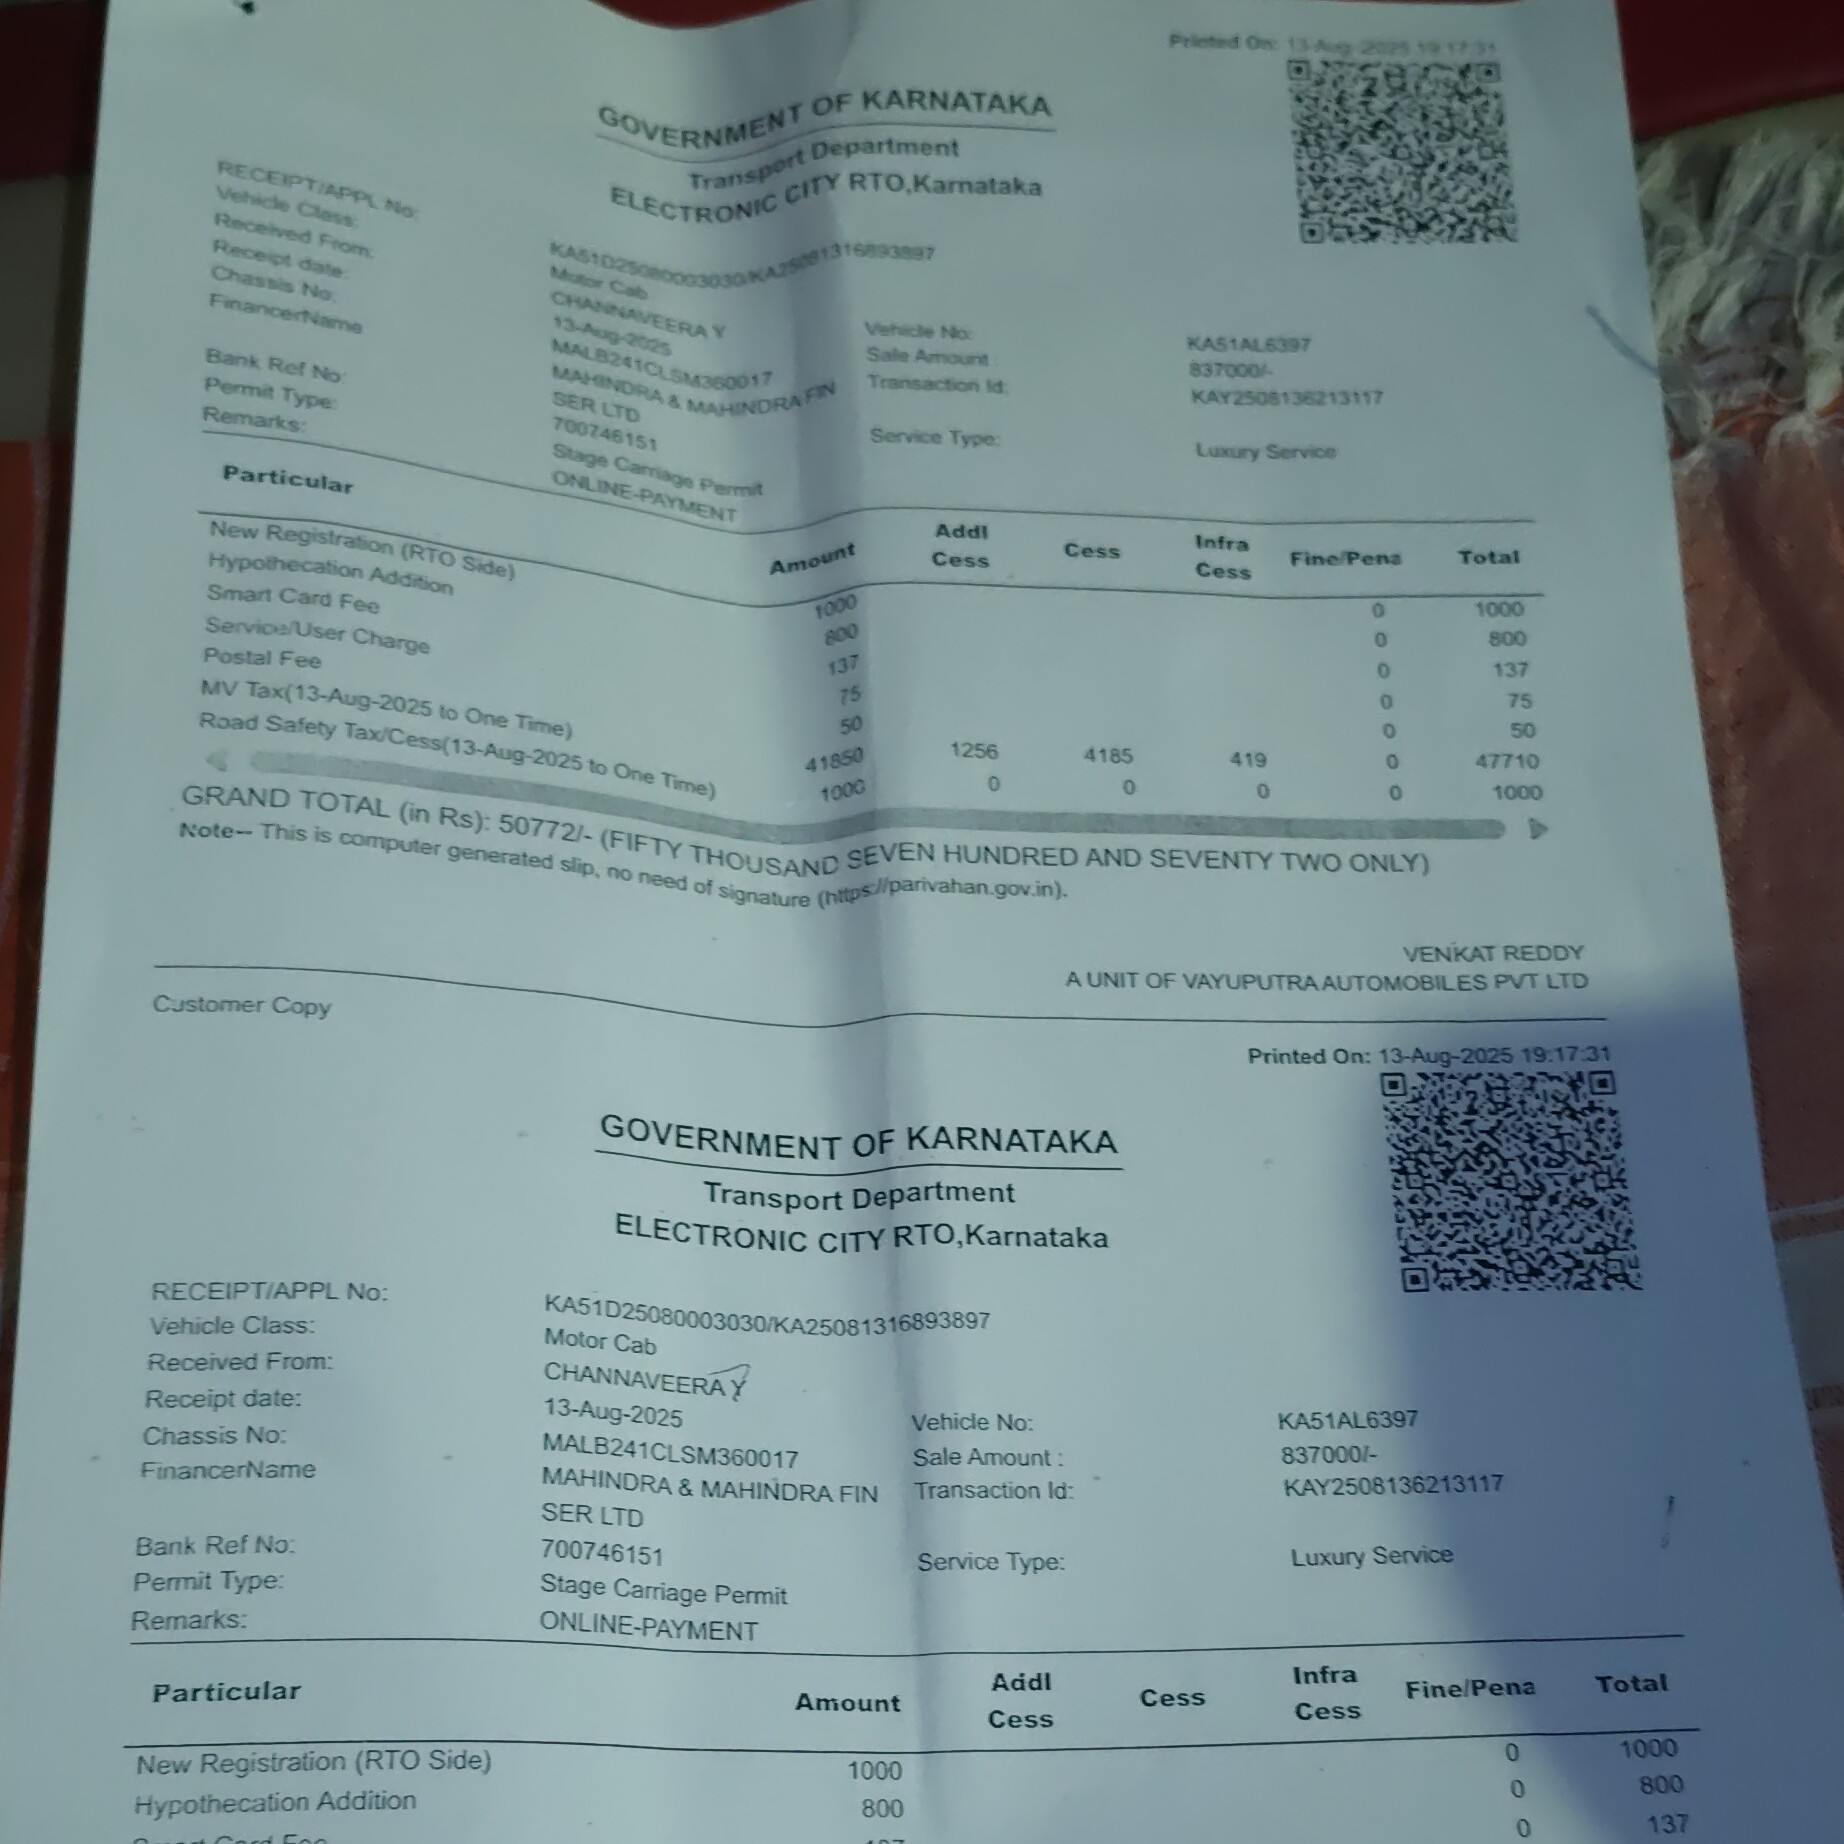 Printed On: 13-Aug-2025 19:17:31
GOVERNMENT OF KARNATAKA
Transport Department
ELECTRONIC CITY RTO,Karnataka
RECEIPT/APPL No: KA51D25080003030/KA25081316893897
Vehicle Class: Motor Cab
Received From: CHANNAVEERA Y
Receipt date: 13-Aug-2025 Vehicle No: KA51AL6397
Chassis No: MALB241CLSM360017 Sale Amount : 837000/-
FinancerName MAHINDRA & MAHINDRA FIN Transaction Id: KAY2508136213117
SER LTD
Bank Ref No: 700746151 Service Type: Luxury Service
Permit Type: Stage Carriage Permit
Remarks: ONLINE-PAYMENT
Particular Amount Addl Cess Cess Infra Cess Fine/Pena Total
New Registration (RTO Side) 1000 0 1000
Hypothecation Addition 800 0 800
Smart Card Fee 137 0 137
Service/User Charge 75 0 75
Postal Fee 50 0 50
MV Tax(13-Aug-2025 to One Time) 41850 1256 4185 419 0 47710
Road Safety Tax/Cess(13-Aug-2025 to One Time) 1000 0 0 0 0 1000
GRAND TOTAL (in Rs): 50772/- (FIFTY THOUSAND SEVEN HUNDRED AND SEVENTY TWO ONLY)
Note-- This is computer generated slip, no need of signature (https://parivahan.gov.in).
VENKAT REDDY
A UNIT OF VAYUPUTRA AUTOMOBILES PVT LTD
Customer Copy
Printed On: 13-Aug-2025 19:17:31
GOVERNMENT OF KARNATAKA
Transport Department
ELECTRONIC CITY RTO,Karnataka
RECEIPT/APPL No: KA51D25080003030/KA25081316893897
Vehicle Class: Motor Cab
Received From: CHANNAVEERA Y
Receipt date: 13-Aug-2025 Vehicle No: KA51AL6397
Chassis No: MALB241CLSM360017 Sale Amount : 837000/-
FinancerName MAHINDRA & MAHINDRA FIN Transaction Id: KAY2508136213117
SER LTD
Bank Ref No: 700746151 Service Type: Luxury Service
Permit Type: Stage Carriage Permit
Remarks: ONLINE-PAYMENT
Particular Amount Addl Cess Cess Infra Cess Fine/Pena Total
New Registration (RTO Side) 1000 0 1000
Hypothecation Addition 800 0 800
0 137